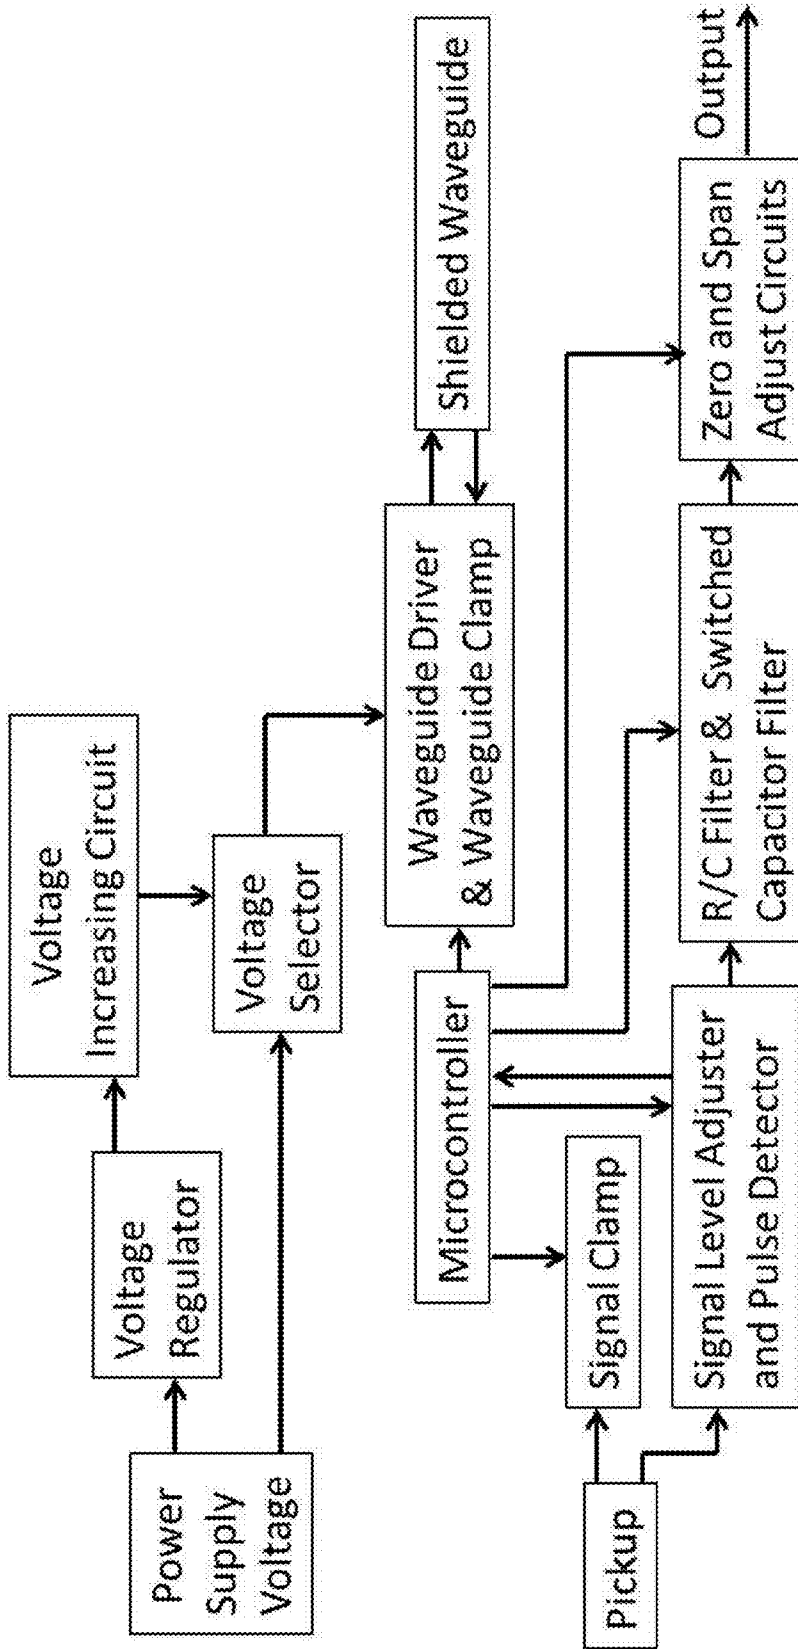 Power
Supply
Voltage
Voltage
Regulator
Voltage
Increasing Circuit
Voltage
Selector
Waveguide Driver
& Waveguide Clamp
Shielded Waveguide
Microcontroller
Pickup
Signal Clamp
Signal Level Adjuster
and Pulse Detector
R/C Filter & Switched
Capacitor Filter
Zero and Span
Adjust Circuits
Output